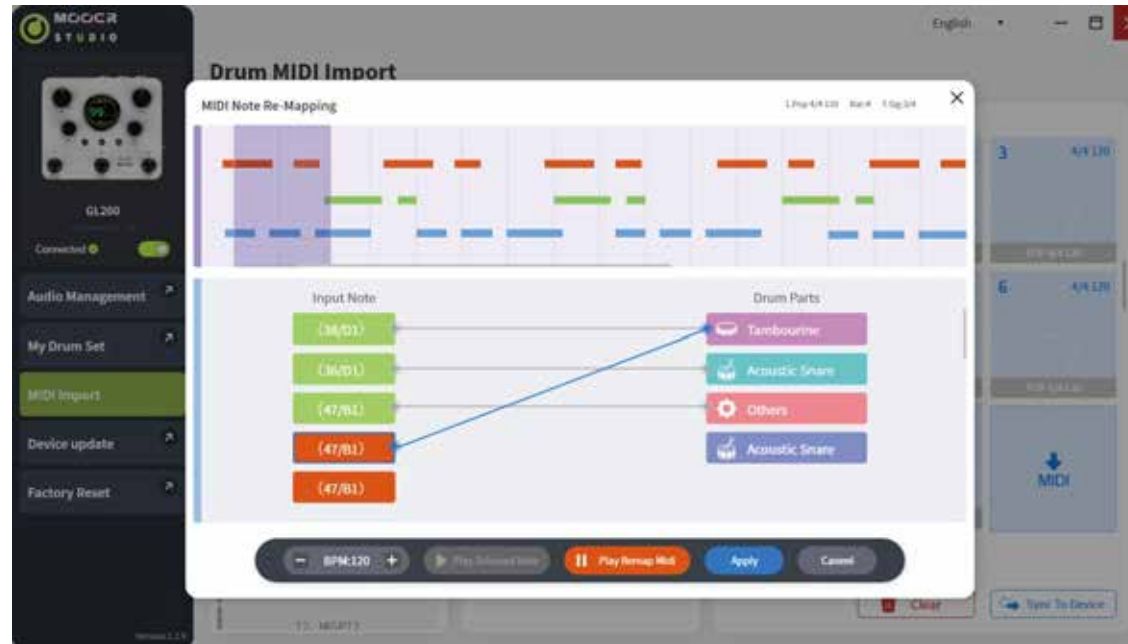 MOOER
STUDIO
English
Drum MIDI Import
MIDI Note Re-Mapping
GL200
Connected
Audio Management
My Drum Set
MIDI Import
Device update
Factory Reset
Input Note
Drum Parts
(38/D1)
Tambourine
(36/D1)
Acoustic Snare
(47/B1)
Others
(47/B1)
Acoustic Snare
(47/B1)
3 4/4 120
6 4/4 120
MIDI
BPM:120
Play Remap Midi
Apply
Cancel
Clear
Sync To Device